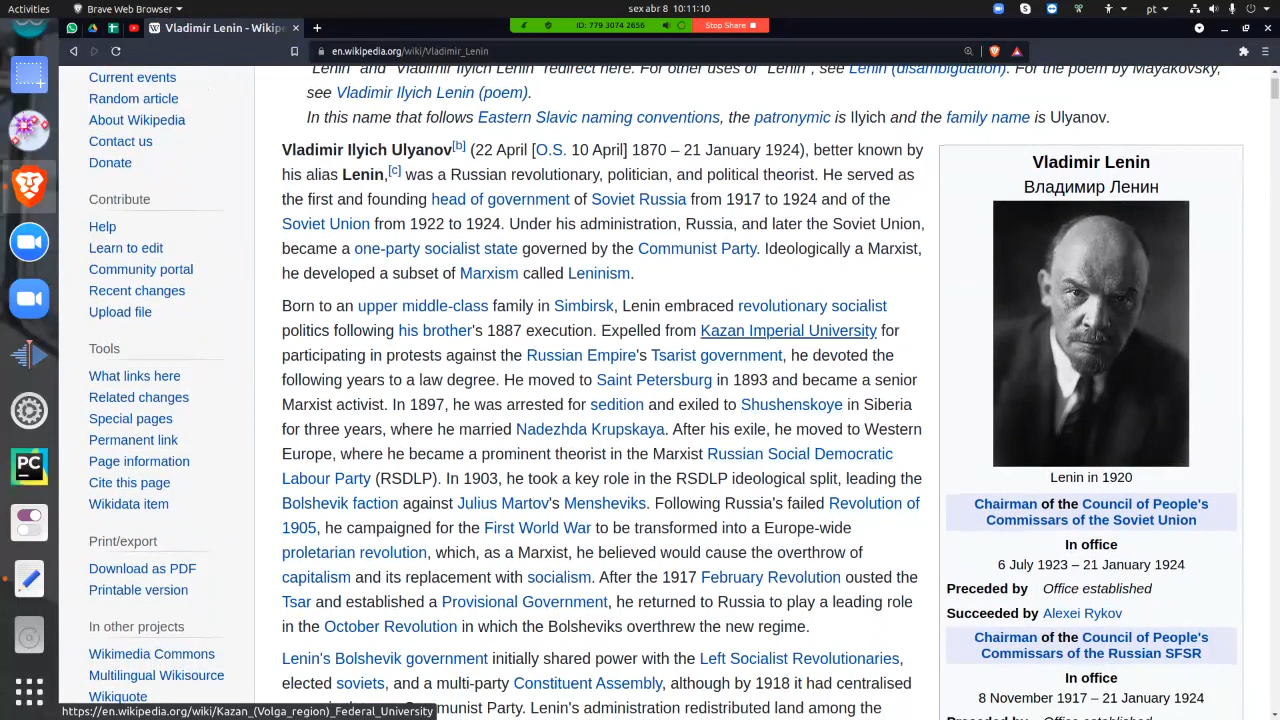 Brave Web Browser
sex abr 8 10:11:10
pt
Vladimir Lenin - Wikipe
ID: 779 3074 2656
Stop Share
en.wikipedia.org/wiki/Vladimir_Lenin
Current events
Random article
About Wikipedia
Contact us
Donate
Contribute
Help
Learn to edit
Community portal
Recent changes
Upload file
Tools
What links here
Related changes
Special pages
Permanent link
Page information
Cite this page
Wikidata item
Print/export
Download as PDF
Printable version
In other projects
Wikimedia Commons
Multilingual Wikisource
Wikiquote
"Lenin" and "Vladimir Ilyich Lenin" redirect here. For other uses of "Lenin", see Lenin (disambiguation). For the poem by Mayakovsky,
see Vladimir Ilyich Lenin (poem).
In this name that follows Eastern Slavic naming conventions, the patronymic is Ilyich and the family name is Ulyanov.
Vladimir Ilyich Ulyanov[b] (22 April [O.S. 10 April] 1870 – 21 January 1924), better known by
his alias Lenin,[c] was a Russian revolutionary, politician, and political theorist. He served as
the first and founding head of government of Soviet Russia from 1917 to 1924 and of the
Soviet Union from 1922 to 1924. Under his administration, Russia, and later the Soviet Union,
became a one-party socialist state governed by the Communist Party. Ideologically a Marxist,
he developed a subset of Marxism called Leninism.
Born to an upper middle-class family in Simbirsk, Lenin embraced revolutionary socialist
politics following his brother's 1887 execution. Expelled from Kazan Imperial University for
participating in protests against the Russian Empire's Tsarist government, he devoted the
following years to a law degree. He moved to Saint Petersburg in 1893 and became a senior
Marxist activist. In 1897, he was arrested for sedition and exiled to Shushenskoye in Siberia
for three years, where he married Nadezhda Krupskaya. After his exile, he moved to Western
Europe, where he became a prominent theorist in the Marxist Russian Social Democratic
Labour Party (RSDLP). In 1903, he took a key role in the RSDLP ideological split, leading the
Bolshevik faction against Julius Martov's Mensheviks. Following Russia's failed Revolution of
1905, he campaigned for the First World War to be transformed into a Europe-wide
proletarian revolution, which, as a Marxist, he believed would cause the overthrow of
capitalism and its replacement with socialism. After the 1917 February Revolution ousted the
Tsar and established a Provisional Government, he returned to Russia to play a leading role
in the October Revolution in which the Bolsheviks overthrew the new regime.
Lenin's Bolshevik government initially shared power with the Left Socialist Revolutionaries,
elected soviets, and a multi-party Constituent Assembly, although by 1918 it had centralised
Communist Party. Lenin's administration redistributed land among the
Vladimir Lenin
Владимир Ленин
Lenin in 1920
Chairman of the Council of People's
Commissars of the Soviet Union
In office
6 July 1923 – 21 January 1924
Preceded by Office established
Succeeded by Alexei Rykov
Chairman of the Council of People's
Commissars of the Russian SFSR
In office
8 November 1917 – 21 January 1924
PC
https://en.wikipedia.org/wiki/Kazan_(Volga_region)_Federal_University